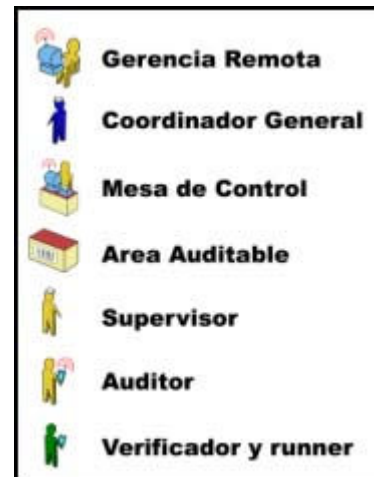 Gerencia Remota
Coordinador General
Mesa de Control
Area Auditable
Supervisor
Auditor
Verificador y runner